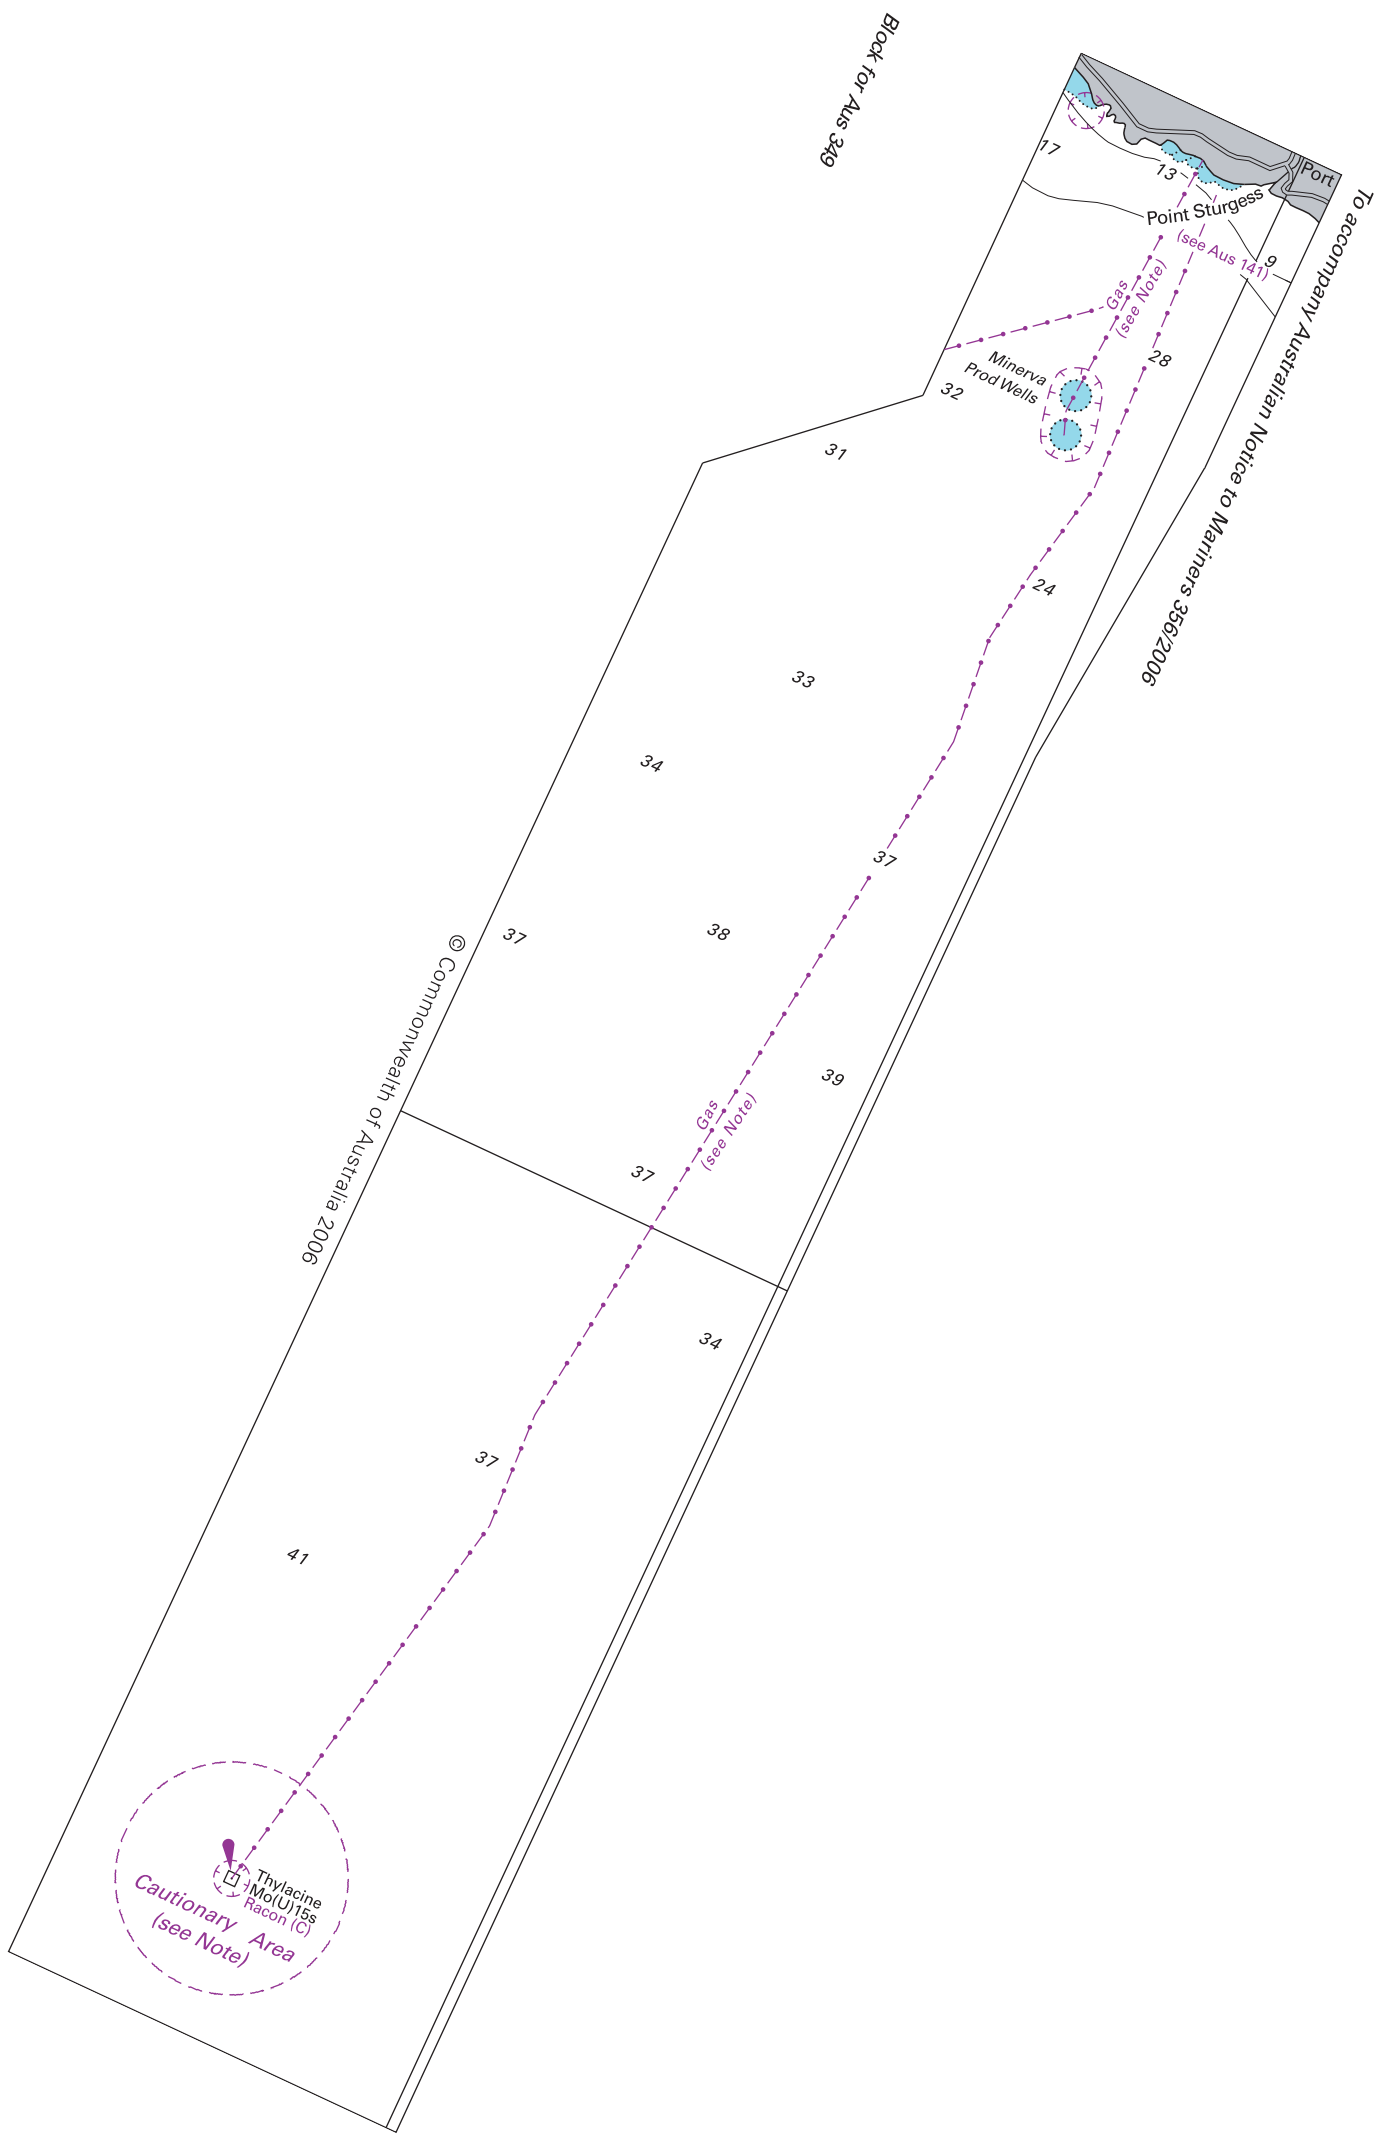 Block for Aus 349
To accompany Australian Notice to Mariners 356/2006
Port
17
13
Point Sturgess
(see Aus 141)
9
Gas
(see Note)
28
Minerva
Prod Wells
32
31
24
33
34
37
38
37
© Commonwealth of Australia 2006
39
Gas
(see Note)
37
34
37
41
Thylacine
Mo(U)15s
Racon (C)
Cautionary Area
(see Note)